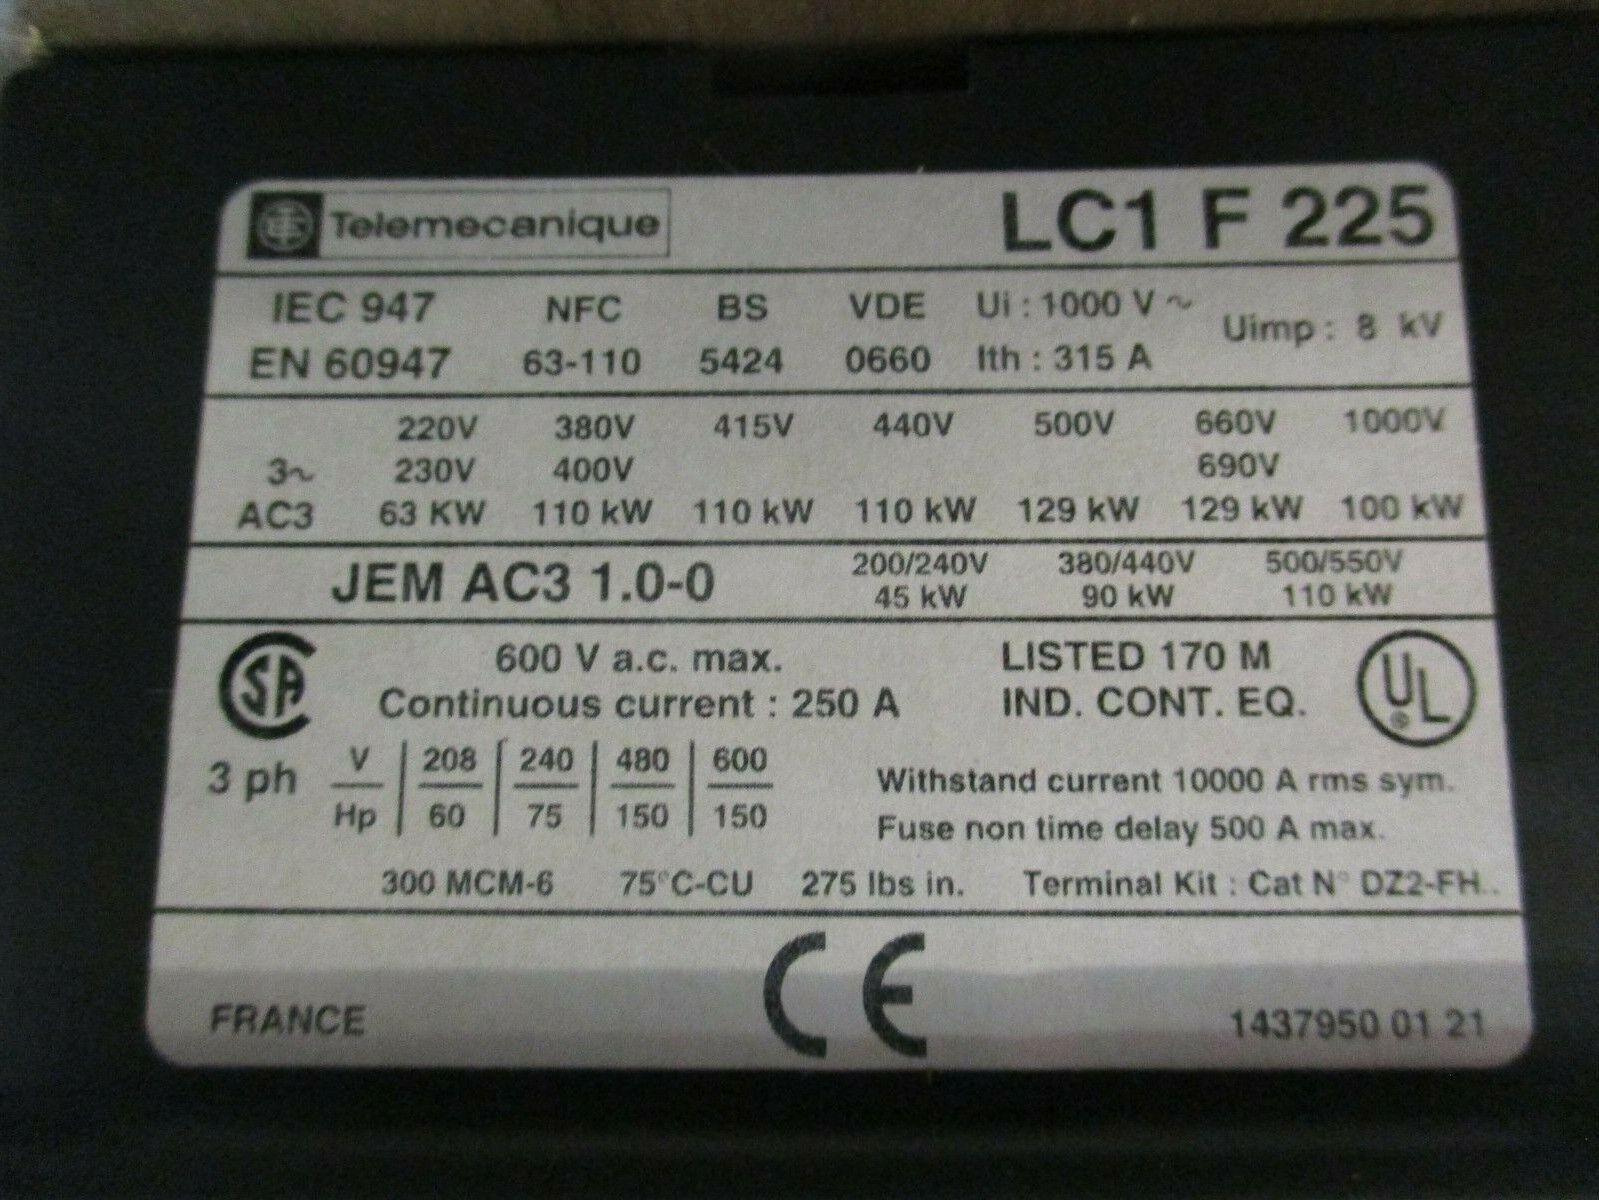 Telemecanique LC1 F 225
IEC 947 NFC BS VDE Ui : 1000 V ~
EN 60947 63-110 5424 0660 Ith : 315 A Uimp : 8 kV
220V 380V 415V 440V 500V 660V 1000V
3~ 230V 400V 690V
AC3 63 KW 110 kW 110 kW 110 kW 129 kW 129 kW 100 kW
JEM AC3 1.0-0 200/240V 380/440V 500/550V
45 kW 90 kW 110 kW
SA 600 V a.c. max. LISTED 170 M UL ®
Continuous current : 250 A IND. CONT. EQ.
3 ph V 208 240 480 600
Hp 60 75 150 150
Withstand current 10000 A rms sym.
Fuse non time delay 500 A max.
300 MCM-6 75°C-CU 275 lbs in. Terminal Kit : Cat N° DZ2-FH..
CE
FRANCE 1437950 01 21